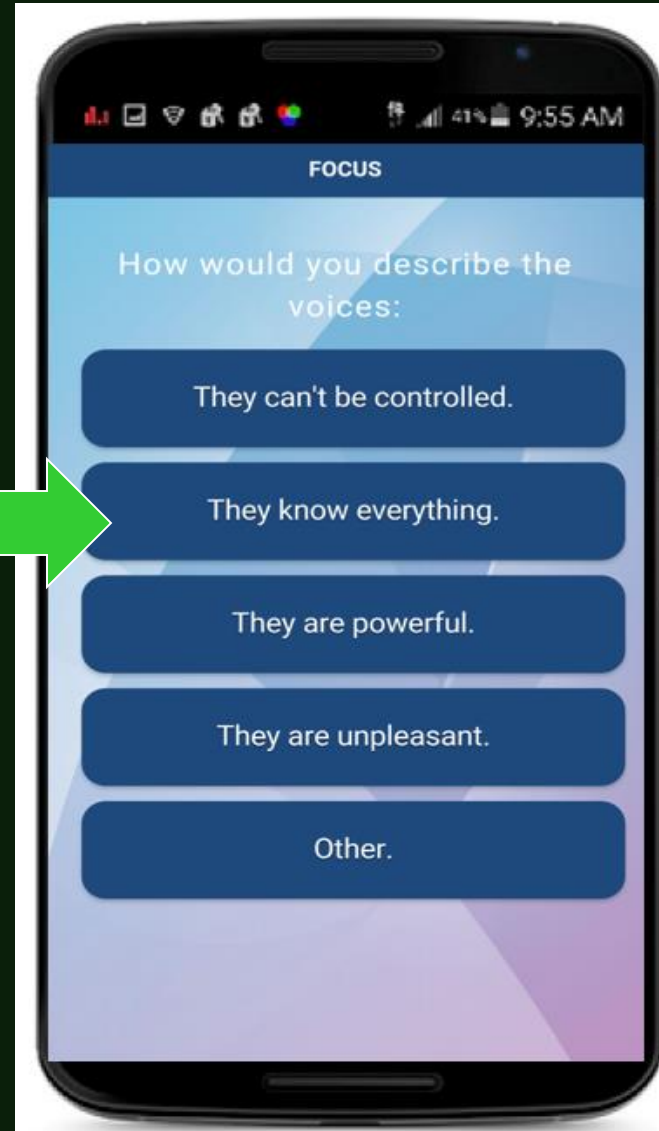 41% 9:55 AM
FOCUS
How would you describe the
voices:
They can't be controlled.
They know everything.
They are powerful.
They are unpleasant.
Other.